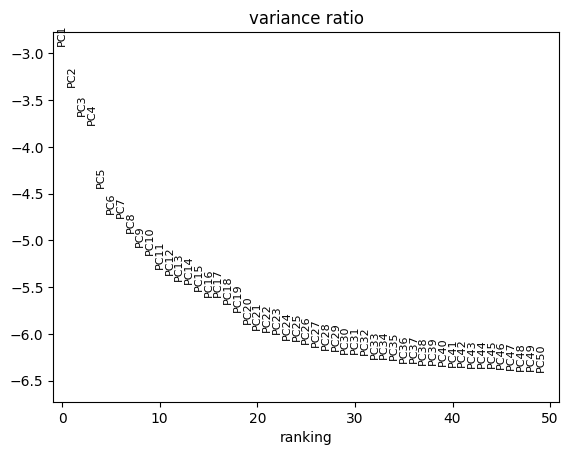 variance ratio
−3.0
−3.5
−4.0
−4.5
−5.0
−5.5
−6.0
−6.5
PC1
PC2
PC3
PC4
PC5
PC6
PC7
PC8
PC9
PC10
PC11
PC12
PC13
PC14
PC15
PC16
PC17
PC18
PC19
PC20
PC21
PC22
PC23
PC24
PC25
PC26
PC27
PC28
PC29
PC30
PC31
PC32
PC33
PC34
PC35
PC36
PC37
PC38
PC39
PC40
PC41
PC42
PC43
PC44
PC45
PC46
PC47
PC48
PC49
PC50
0 10 20 30 40 50
ranking